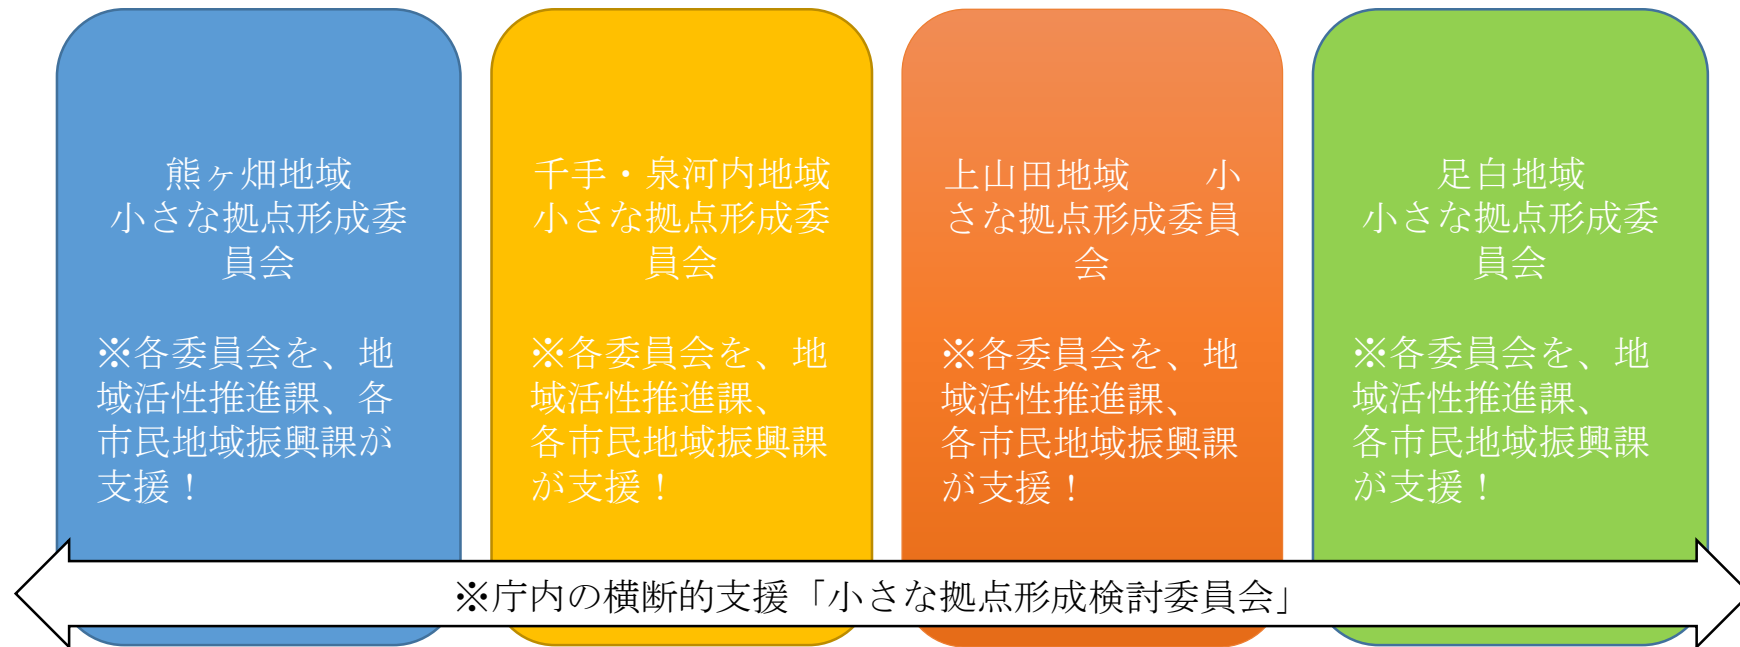 熊ヶ畑地域
小さな拠点形成委
員会
※各委員会を、地
域活性推進課、各
市民地域振興課が
支援！
千手・泉河内地域
小さな拠点形成委
員会
※各委員会を、地
域活性推進課、
各市民地域振興課
が支援！
上山田地域　　小
さな拠点形成委員
会
※各委員会を、地
域活性推進課、
各市民地域振興課
が支援！
足白地域
小さな拠点形成委
員会
※各委員会を、地
域活性推進課、
各市民地域振興課
が支援！
※庁内の横断的支援「小さな拠点形成検討委員会」